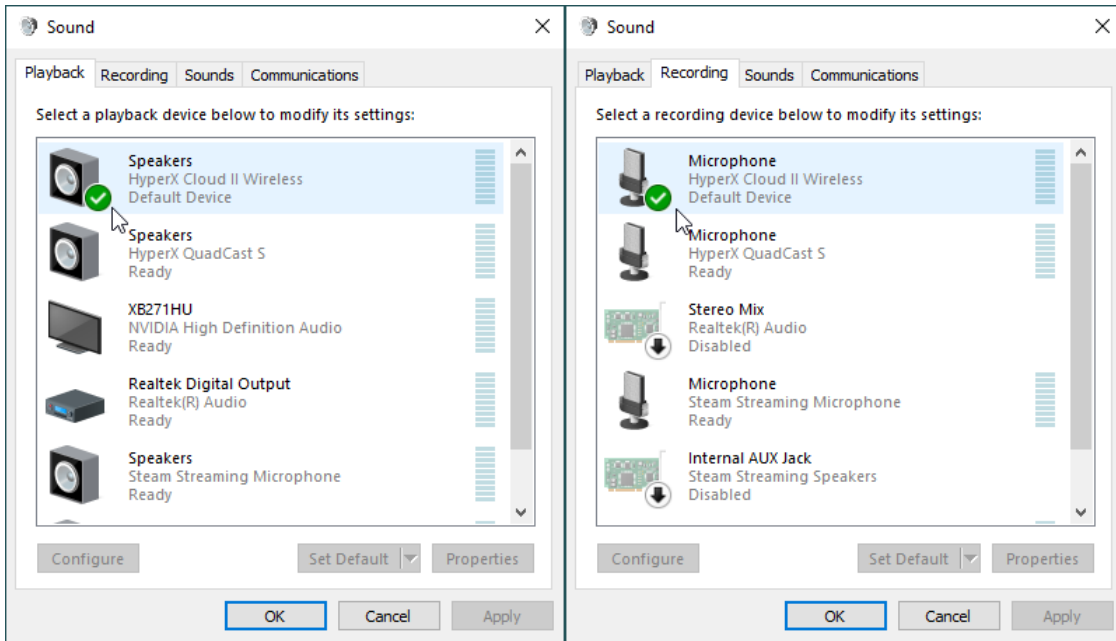 Sound
Playback Recording Sounds Communications
Select a playback device below to modify its settings:
Speakers
HyperX Cloud II Wireless
Default Device
Speakers
HyperX QuadCast S
Ready
XB271HU
NVIDIA High Definition Audio
Ready
Realtek Digital Output
Realtek(R) Audio
Ready
Speakers
Steam Streaming Microphone
Ready
Configure Set Default Properties
OK Cancel Apply
Sound
Playback Recording Sounds Communications
Select a recording device below to modify its settings:
Microphone
HyperX Cloud II Wireless
Default Device
Microphone
HyperX QuadCast S
Ready
Stereo Mix
Realtek(R) Audio
Disabled
Microphone
Steam Streaming Microphone
Ready
Internal AUX Jack
Steam Streaming Speakers
Disabled
Configure Set Default Properties
OK Cancel Apply